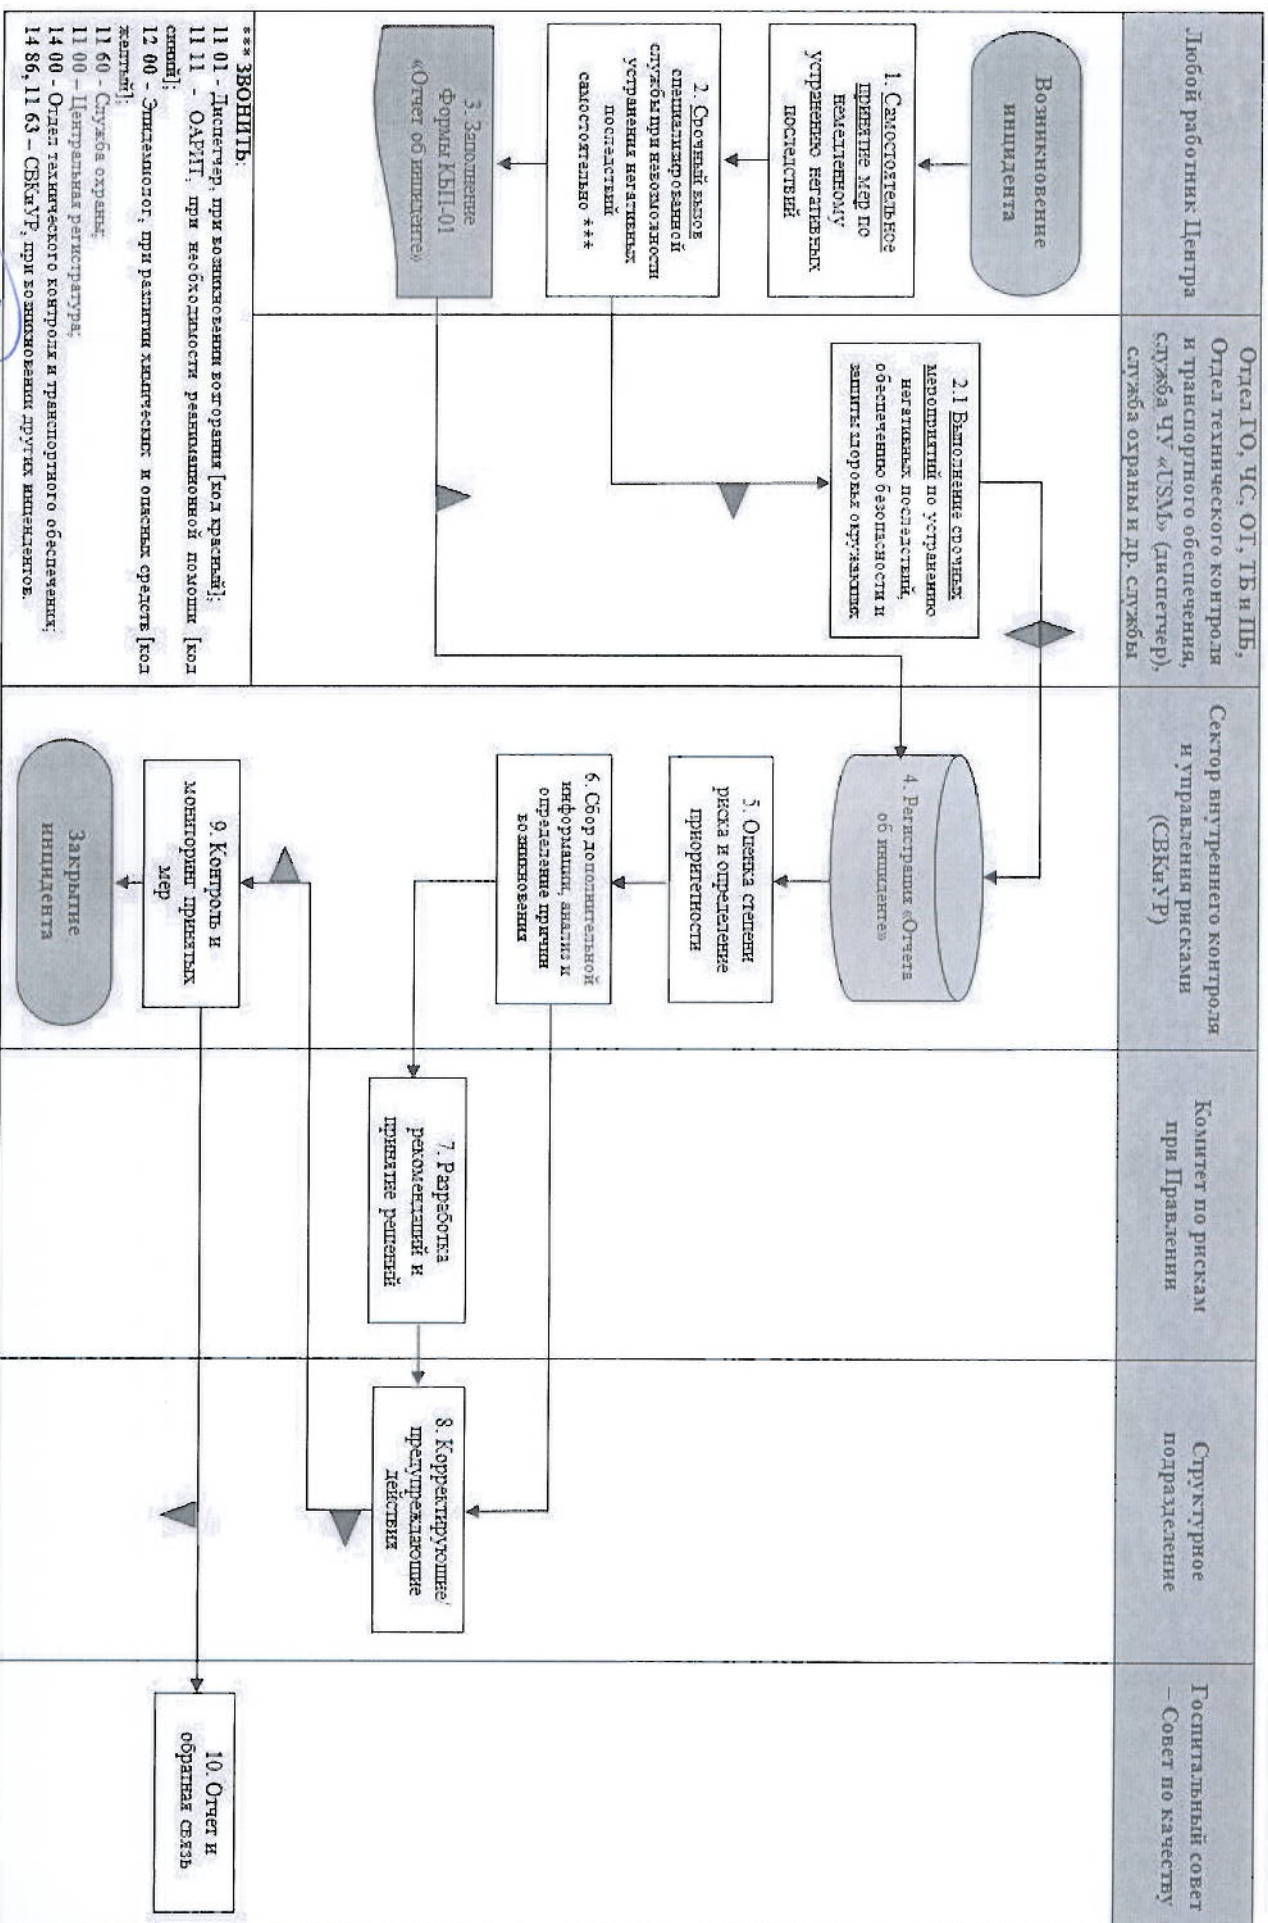 Любой работник Центра
Отдел ГО, ЧС, ОТ, ТБ и ПБ,
Отдел технического контроля
и транспортного обеспечения,
служба ЧУ «USM» (диспетчер),
служба охраны и др. службы
Сектор внутреннего контроля
и управления рисками
(СВКиУР)
Комитет по рискам
при Правлении
Структурное
подразделение
Госпитальный совет
– Совет по качеству
Возникновение
инцидента
1. Самостоятельное
принятие мер по
немедленному
устранению негативных
последствий
2. Срочный вызов
специализированной
службы при невозможности
устранения негативных
последствий
самостоятельно ***
3. Заполнение
Формы КБП-01
«Отчет об инциденте»
2.1 Выполнение срочных
мероприятий по устранению
негативных последствий,
обеспечению безопасности и
защиты здоровья окружающих
4. Регистрация «Отчета
об инциденте»
5. Оценка степени
риска и определение
приоритетности
6. Сбор дополнительной
информации, анализ и
определение причин
возникновения
7. Разработка
рекомендаций и
принятие решений
8. Корректирующие/
предупреждающие
действия
9. Контроль и
мониторинг принятых
мер
Закрытие
инцидента
10. Отчет и
обратная связь
*** ЗВОНИТЬ:
11 01 - Диспетчер, при возникновении возгорания [код красный];
11 11 - ОАРИТ, при необходимости реанимационной помощи [код
синий];
12 00 - Эпидемиолог, при разлитии химических и опасных средств [код
желтый];
11 60 - Служба охраны;
11 00 – Центральная регистратура;
14 00 - Отдел технического контроля и транспортного обеспечения;
14 86, 11 63 – СВКиУР, при возникновении других инциндентов.